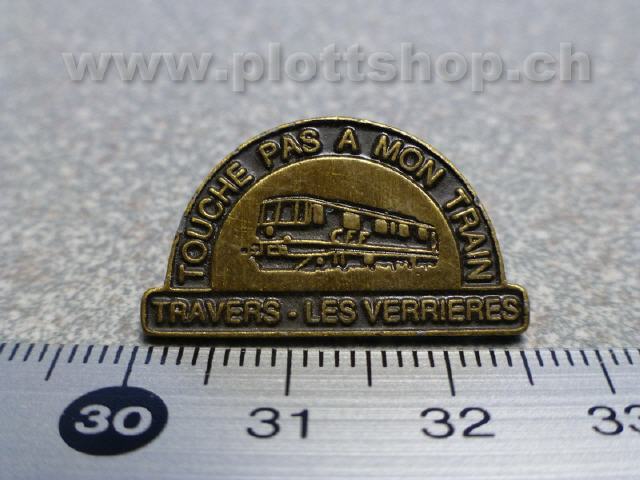 www.plottshop.ch
TOUCHE PAS A MON TRAIN
CFF
TRAVERS · LES VERRIERES
30 31 32 33